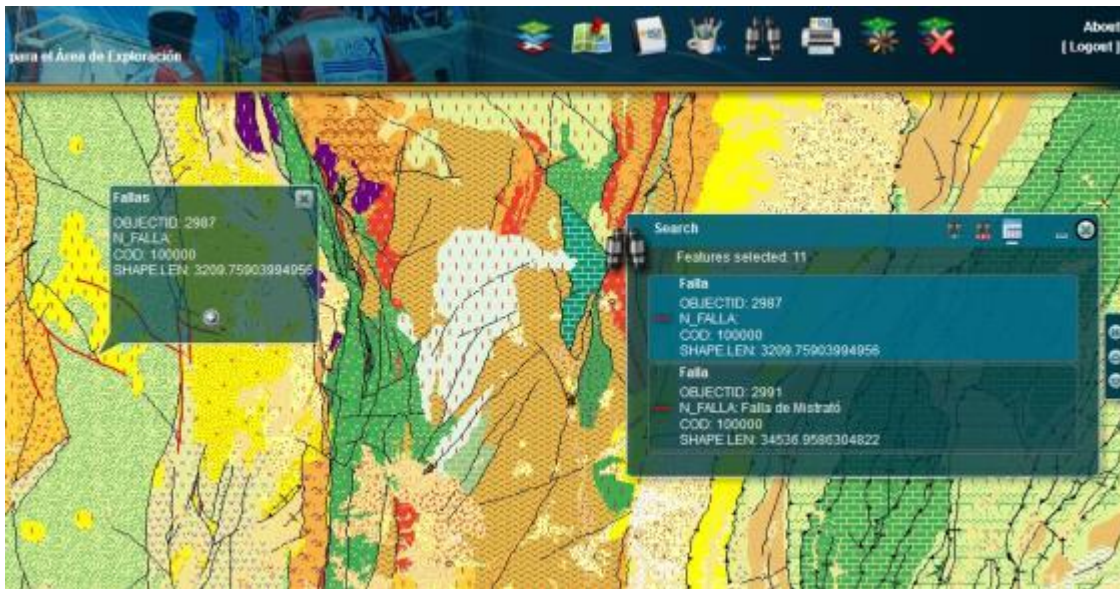 para el Área de Exploración
About
[ Logout ]
Fallas
OBJECTID: 2987
N_FALLA:
COD: 100000
SHAPE.LEN: 3209.75903994956
Search
Features selected: 11
Falla
OBJECTID: 2987
N_FALLA:
COD: 100000
SHAPE.LEN: 3209.75903994956
Falla
OBJECTID: 2991
N_FALLA: Falla de Mistrató
COD: 100000
SHAPE.LEN: 34536.9586304822